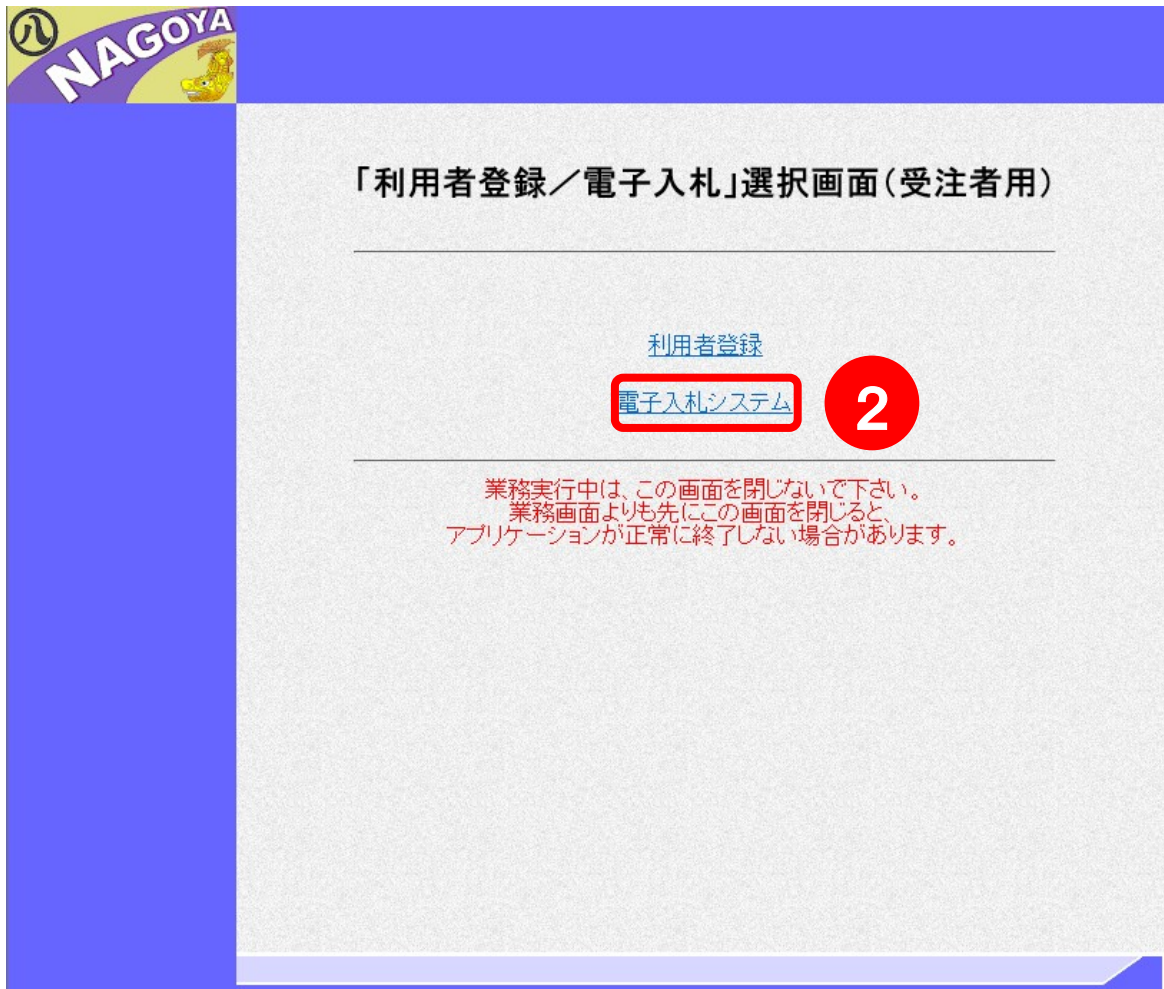 八
NAGOYA
「利用者登録／電子入札」選択画面(受注者用)
利用者登録
電子入札システム
2
業務実行中は、この画面を閉じないで下さい。
業務画面よりも先にこの画面を閉じると、
アプリケーションが正常に終了しない場合があります。